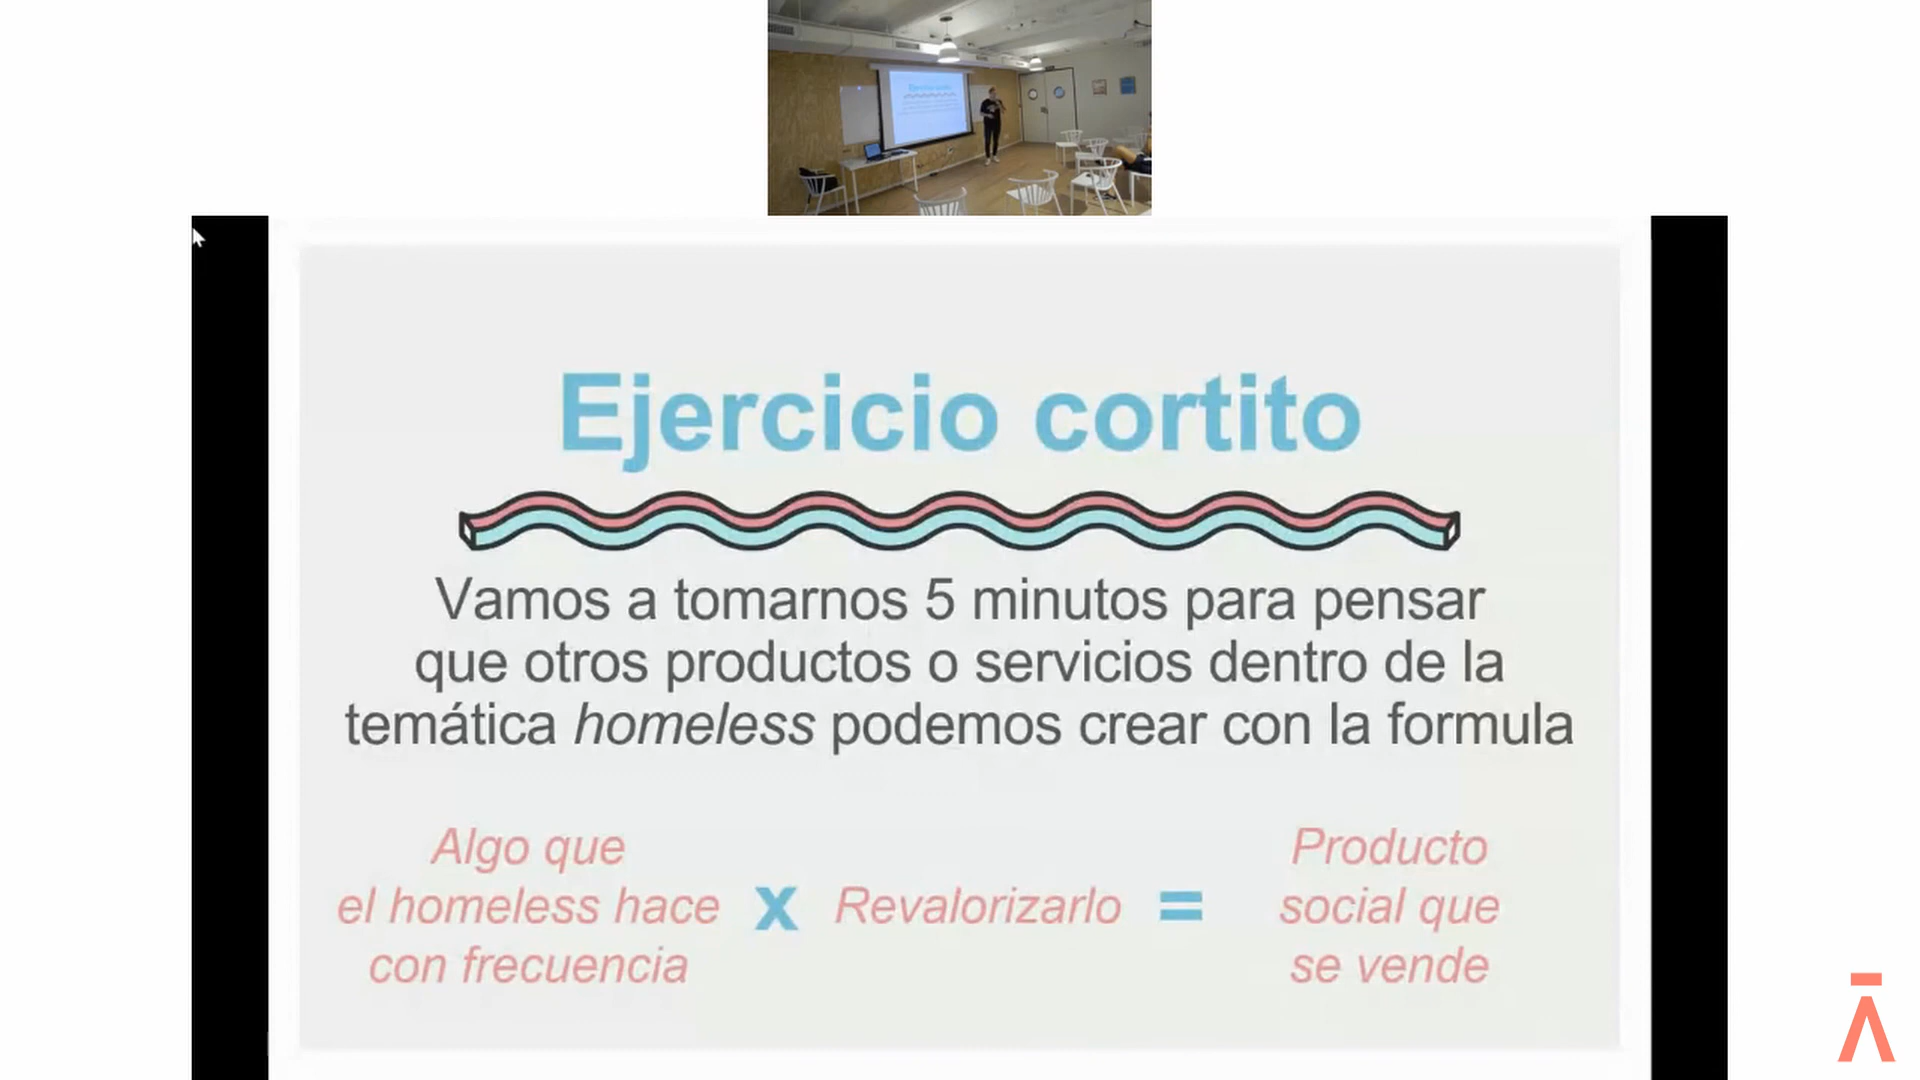 Ejercicio cortito
Vamos a tomarnos 5 minutos para pensar
que otros productos o servicios dentro de la
temática homeless podemos crear con la formula
Algo que
el homeless hace
con frecuencia
x
Revalorizarlo
=
Producto
social que
se vende